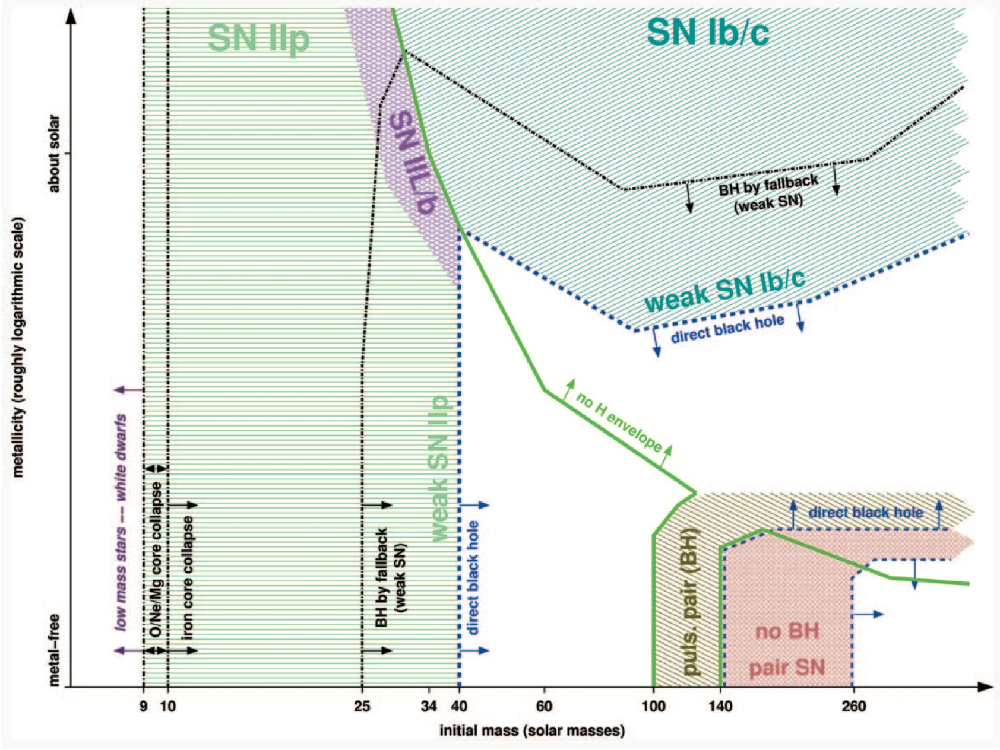 SN IIp
SN Ib/c
SN IIL/b
about solar
BH by fallback
(weak SN)
weak SN Ib/c
direct black hole
metallicity (roughly logarithmic scale)
no H envelope
weak SN IIp
low mass stars — white dwarfs
O/Ne/Mg core collapse
iron core collapse
BH by fallback
(weak SN)
direct black hole
puls. pair (BH)
direct black hole
no BH
pair SN
metal–free
9 10 25 34 40 60 100 140 260
initial mass (solar masses)